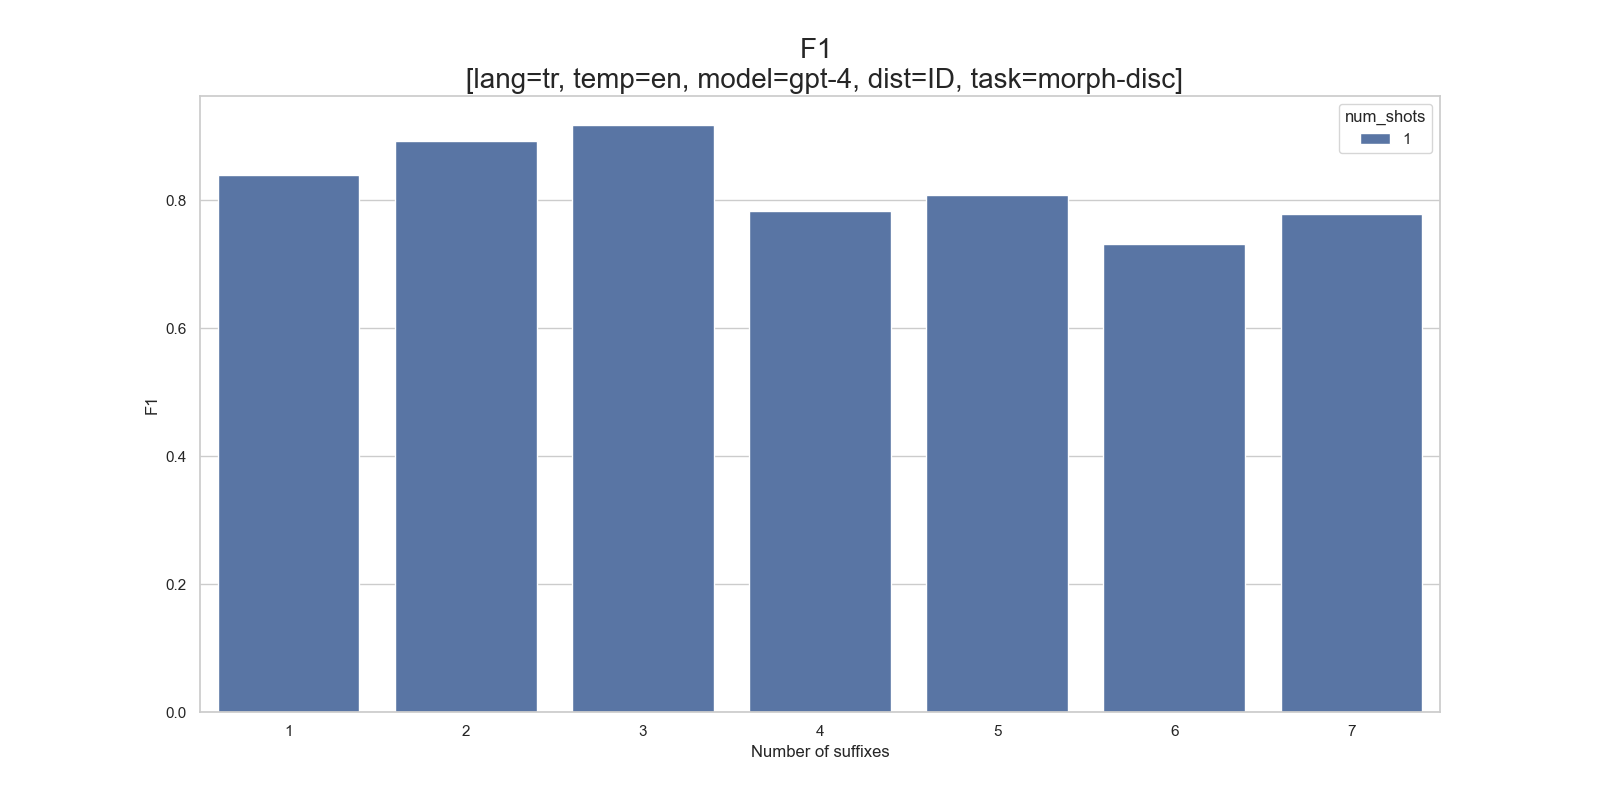 F1
[lang=tr, temp=en, model=gpt-4, dist=ID, task=morph-disc]
num_shots
1
0.8
0.6
F1
0.4
0.2
0.0
1 2 3 4 5 6 7
Number of suffixes